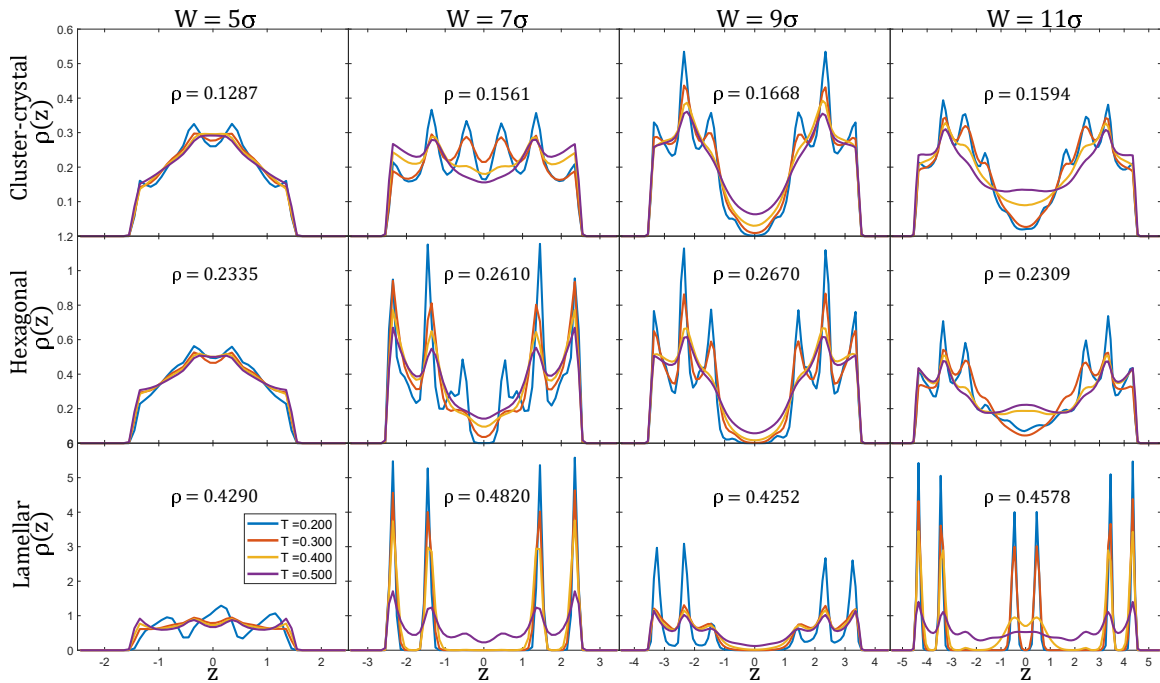 W = 5σ W = 7σ W = 9σ W = 11σ
Cluster-crystal
ρ(z)
0.6
0.5
0.4
0.3
0.2
0.1
ρ = 0.1287 ρ = 0.1561 ρ = 0.1668 ρ = 0.1594
Hexagonal
ρ(z)
1.2
1
0.8
0.6
0.4
0.2
ρ = 0.2335 ρ = 0.2610 ρ = 0.2670 ρ = 0.2309
Lamellar
ρ(z)
5
4
3
2
1
0
ρ = 0.4290 ρ = 0.4820 ρ = 0.4252 ρ = 0.4578
T =0.200
T =0.300
T =0.400
T =0.500
-2 -1 0 1 2 -3 -2 -1 0 1 2 3 -4 -3 -2 -1 0 1 2 3 4 -5 -4 -3 -2 -1 0 1 2 3 4 5
z z z z